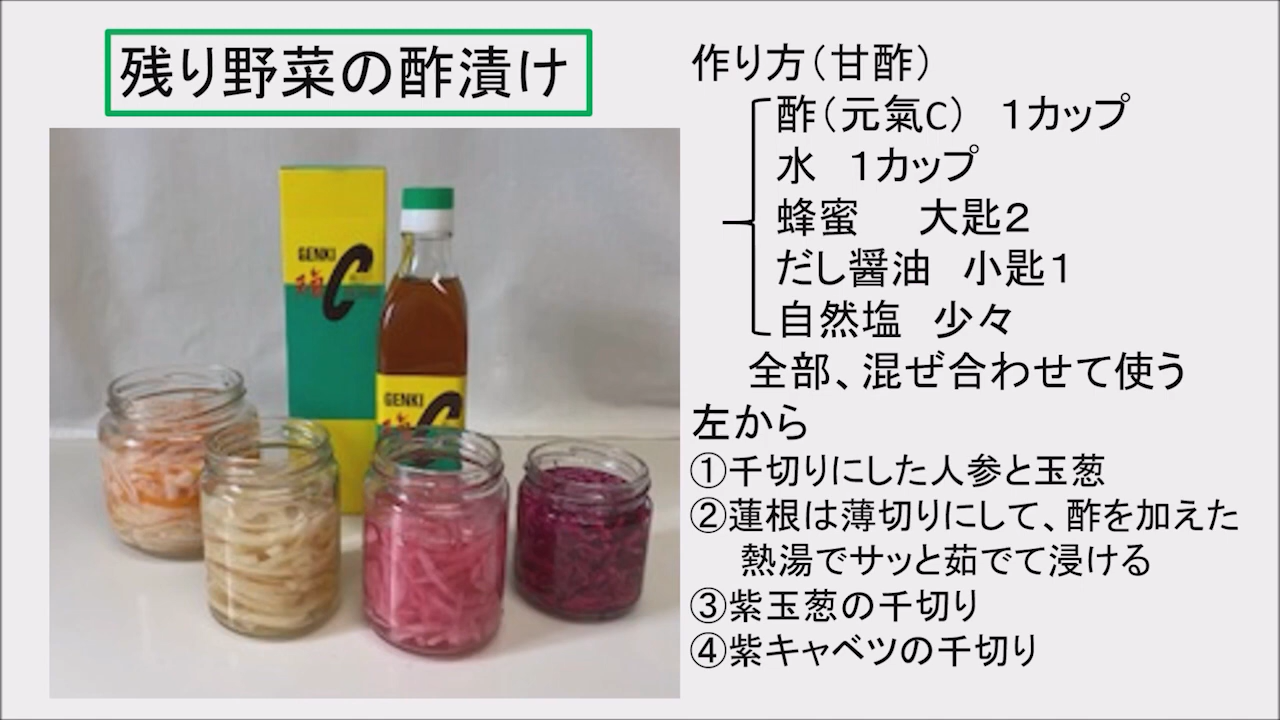 残り野菜の酢漬け
GENKI
梅C
GENKI
C
作り方（甘酢）
酢（元氣C）　１カップ
水　１カップ
蜂蜜　　大匙２
だし醤油　小匙１
自然塩　少々
全部、混ぜ合わせて使う
左から
①千切りにした人参と玉葱
②蓮根は薄切りにして、酢を加えた
熱湯でサッと茹でて浸ける
③紫玉葱の千切り
④紫キャベツの千切り